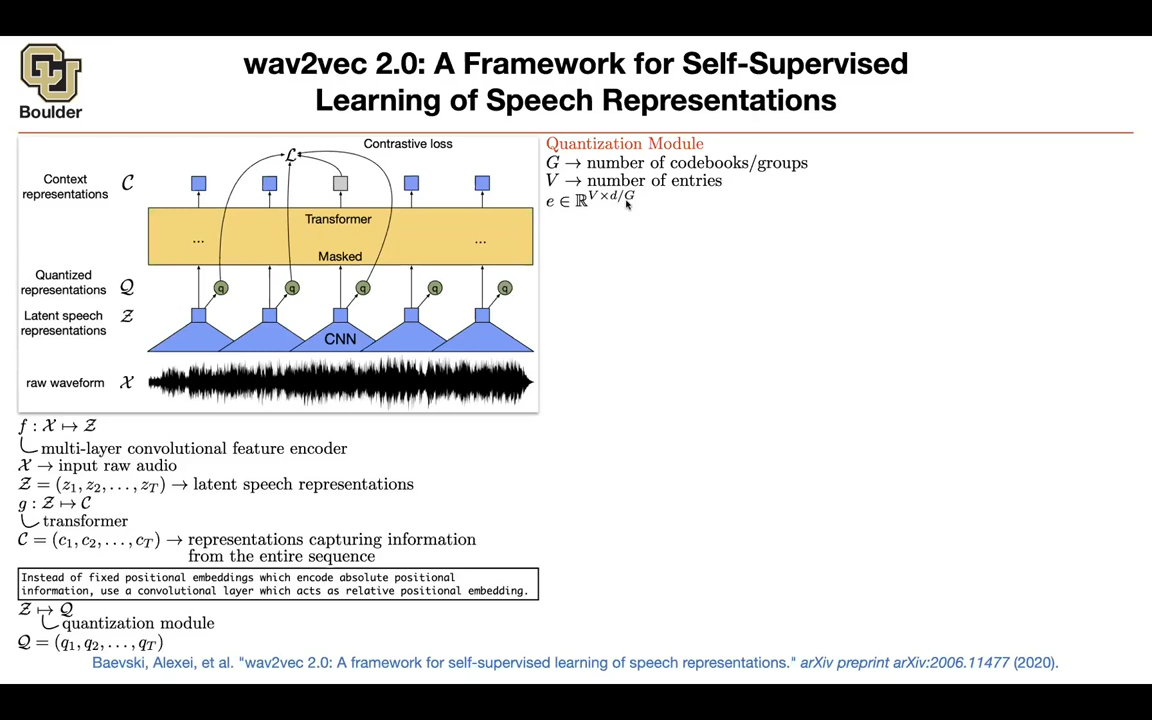 wav2vec 2.0: A Framework for Self-Supervised
Learning of Speech Representations
CU
Boulder
Contrastive loss
L
Context
representations C
Transformer
... ...
Masked
Quantized
representations Q
q q q q q
Latent speech
representations Z
CNN
raw waveform X
f : X ↦ Z
multi-layer convolutional feature encoder
X → input raw audio
Z = (z₁, z₂, . . . , z_T) → latent speech representations
g : Z ↦ C
transformer
C = (c₁, c₂, . . . , c_T) → representations capturing information
from the entire sequence
Instead of fixed positional embeddings which encode absolute positional
information, use a convolutional layer which acts as relative positional embedding.
Z ↦ Q
quantization module
Q = (q₁, q₂, . . . , q_T)
Quantization Module
G → number of codebooks/groups
V → number of entries
e ∈ ℝ^{V×d/G}
Baevski, Alexei, et al. "wav2vec 2.0: A framework for self-supervised learning of speech representations." arXiv preprint arXiv:2006.11477 (2020).